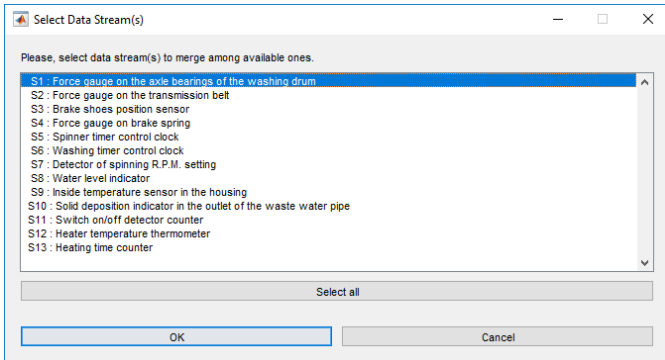 Select Data Stream(s)
Please, select data stream(s) to merge among available ones.
S1 : Force gauge on the axle bearings of the washing drum
S2 : Force gauge on the transmission belt
S3 : Brake shoes position sensor
S4 : Force gauge on brake spring
S5 : Spinner timer control clock
S6 : Washing timer control clock
S7 : Detector of spinning R.P.M. setting
S8 : Water level indicator
S9 : Inside temperature sensor in the housing
S10 : Solid deposition indicator in the outlet of the waste water pipe
S11 : Switch on/off detector counter
S12 : Heater temperature thermometer
S13 : Heating time counter
Select all
OK Cancel